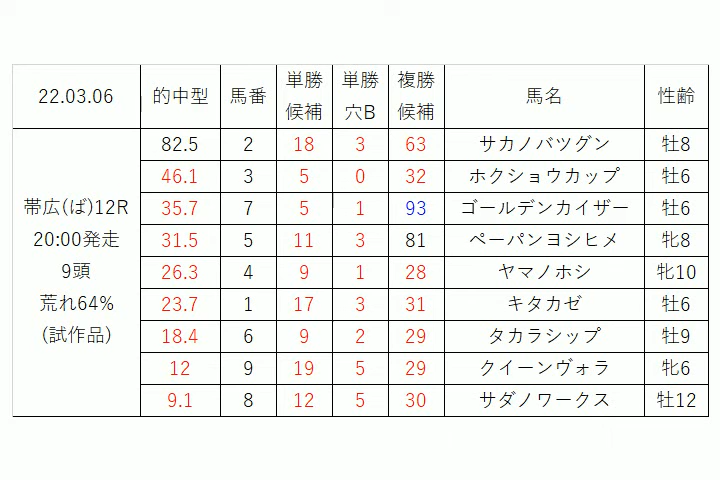 22.03.06 的中型 馬番 単勝候補 単勝穴B 複勝候補 馬名 性齢
帯広(ば)12R
20:00発走
9頭
荒れ64%
(試作品)
82.5 2 18 3 63 サカノバツグン 牡8
46.1 3 5 0 32 ホクショウカップ 牡6
35.7 7 5 1 93 ゴールデンカイザー 牡6
31.5 5 11 3 81 ペーパンヨシヒメ 牝8
26.3 4 9 1 28 ヤマノホシ 牝10
23.7 1 17 3 31 キタカゼ 牡6
18.4 6 9 2 29 タカラシップ 牡9
12 9 19 5 29 クイーンヴォラ 牝6
9.1 8 12 5 30 サダノワークス 牡12